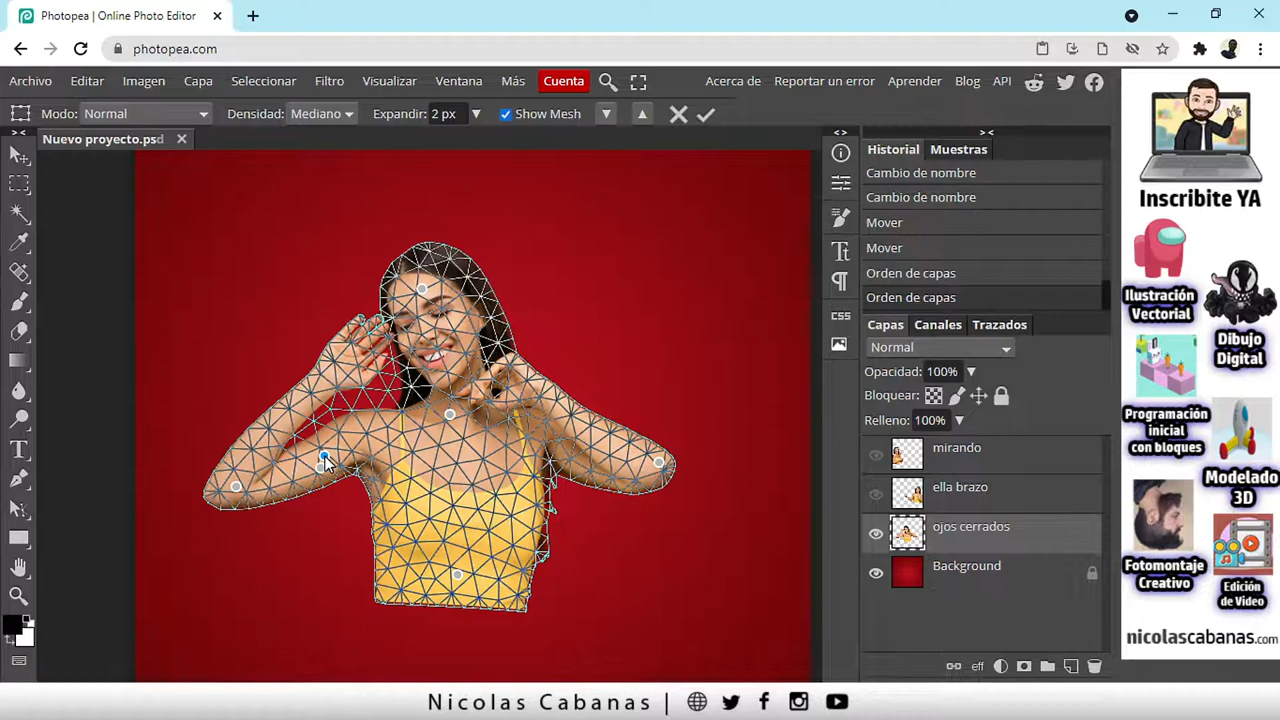 Photopea | Online Photo Editor
photopea.com
Archivo Editar Imagen Capa Seleccionar Filtro Visualizar Ventana Más Cuenta Acerca de Reportar un error Aprender Blog API
Modo: Normal Densidad: Mediano Expandir: 2 px Show Mesh
Nuevo proyecto.psd
Historial Muestras
Cambio de nombre
Cambio de nombre
Mover
Mover
Orden de capas
Orden de capas
CSS
Capas Canales Trazados
Normal
Opacidad: 100%
Bloquear:
Relleno: 100%
mirando
ella brazo
ojos cerrados
Background
eff
Inscribite YA
Ilustración
Vectorial
Dibujo
Digital
Programación
inicial
con bloques
Modelado
3D
Fotomontaje
Creativo
Edición
de Video
nicolascabanas.com
Nicolas Cabanas |